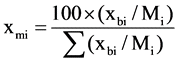 x_mi = 100×(x_bi / M_i) / ∑(x_bi / M_i)